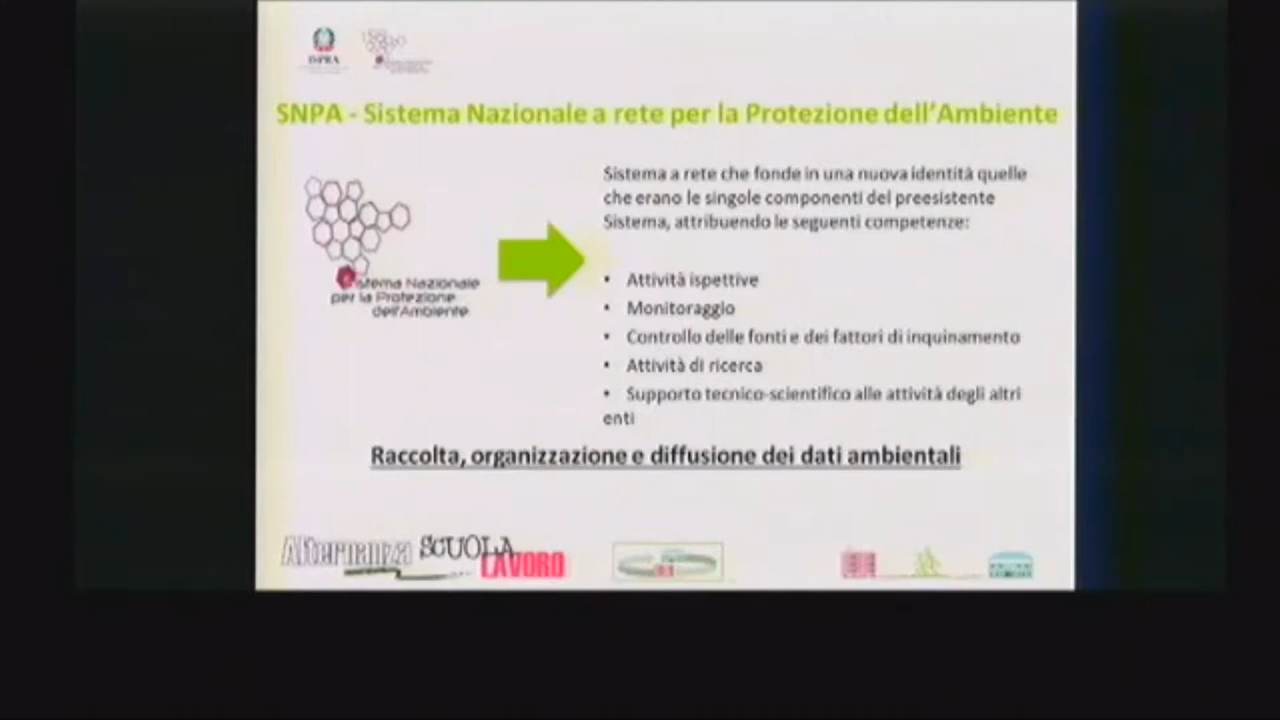 ISPRA
SNPA - Sistema Nazionale a rete per la Protezione dell'Ambiente
Sistema a rete che fonde in una nuova identità quelle
che erano le singole componenti del preesistente
Sistema, attribuendo le seguenti competenze:
Sistema Nazionale
per la Protezione
dell'Ambiente
• Attività ispettive
• Monitoraggio
• Controllo delle fonti e dei fattori di inquinamento
• Attività di ricerca
• Supporto tecnico-scientifico alle attività degli altri
enti
Raccolta, organizzazione e diffusione dei dati ambientali
Alternanza SCUOLA
LAVORO